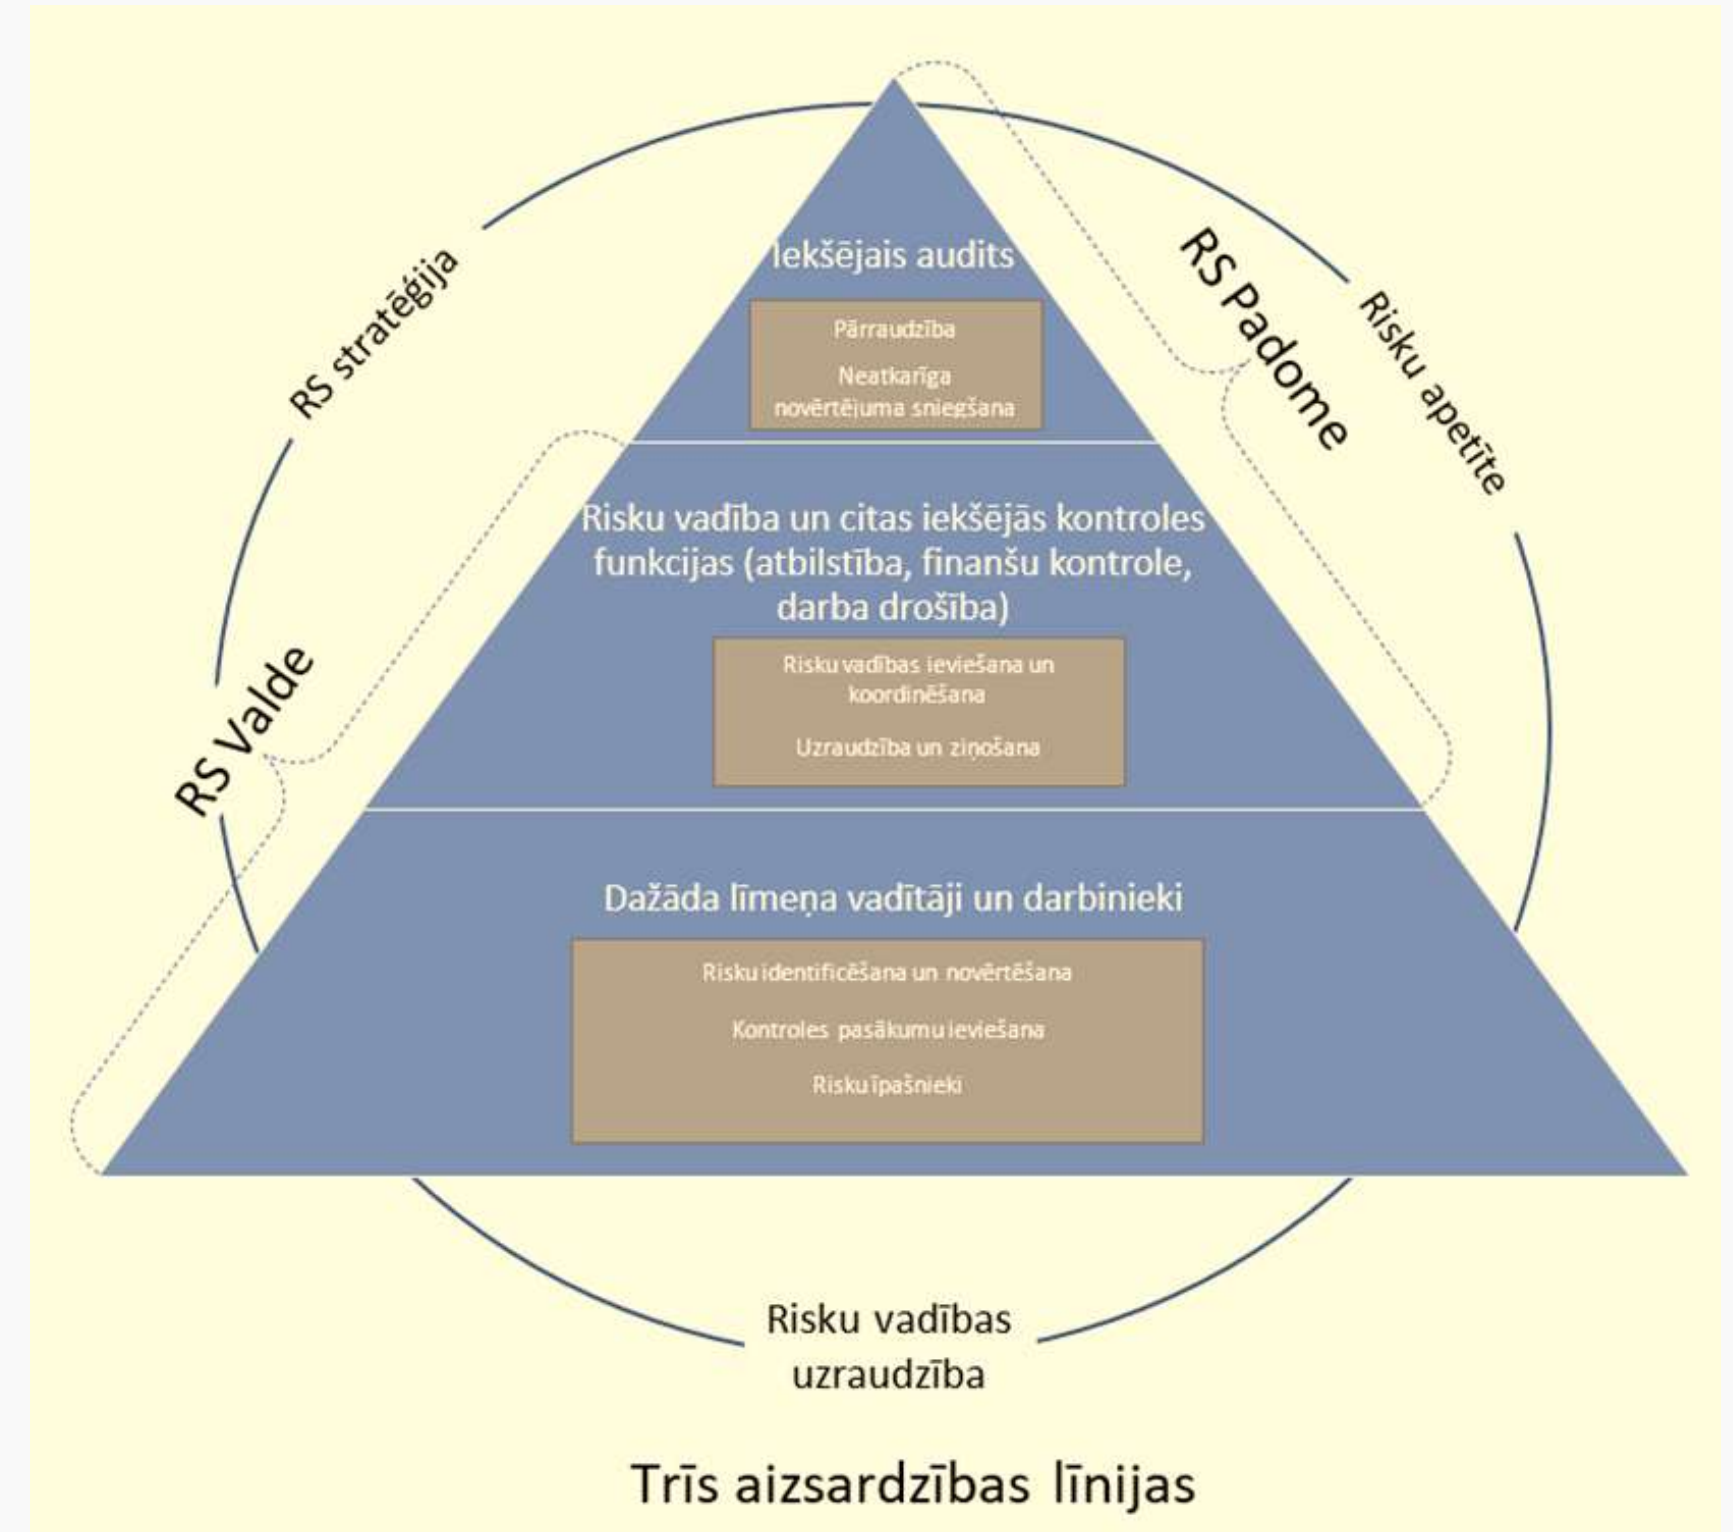 Iekšējais audits
Pārraudzība
Neatkarīga
novērtējuma sniegšana
RS stratēģija
RS Padome
Risku apetīte
Risku vadība un citas iekšējās kontroles
funkcijas (atbilstība, finanšu kontrole,
darba drošība)
Risku vadības ieviešana un
koordinēšana
Uzraudzība un ziņošana
RS Valde
Dažāda līmeņa vadītāji un darbinieki
Risku identificēšana un novērtēšana
Kontroles pasākumu ieviešana
Risku īpašnieki
Risku vadības
uzraudzība
Trīs aizsardzības līnijas